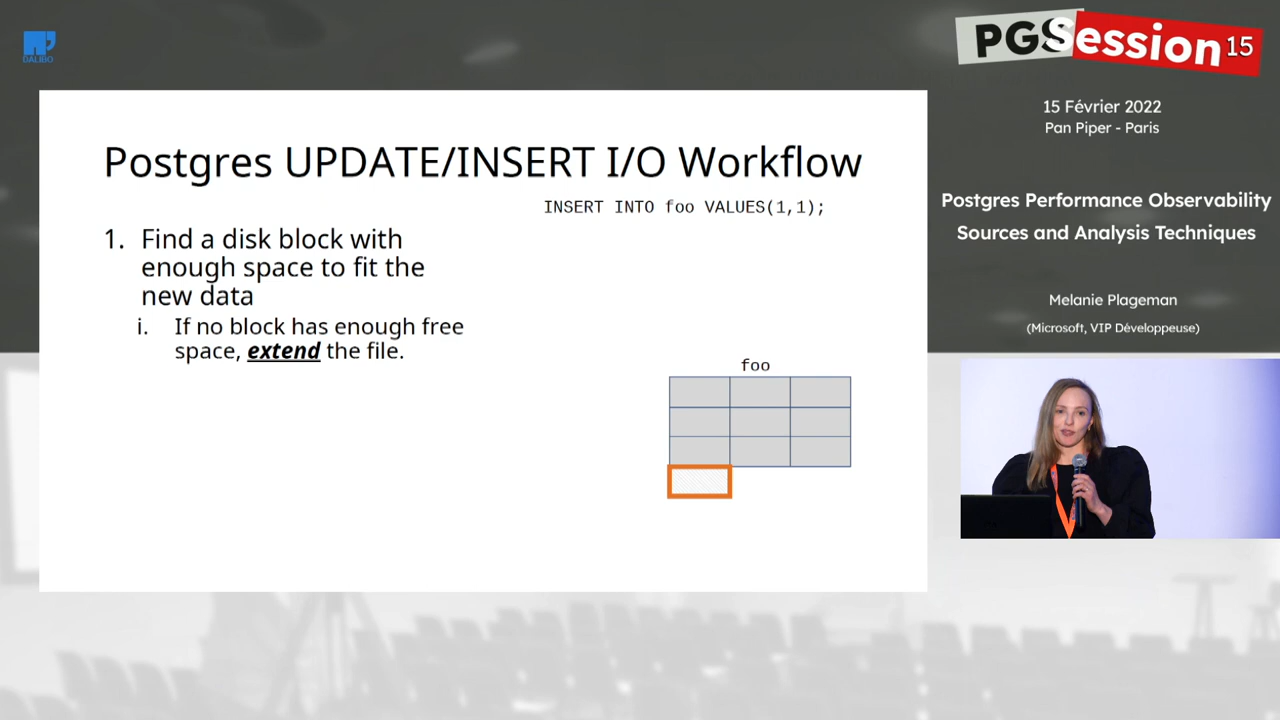 DALIBO
PGSession 15
15 Février 2022
Pan Piper - Paris
Postgres Performance Observability
Sources and Analysis Techniques
Melanie Plageman
(Microsoft, VIP Développeuse)
Postgres UPDATE/INSERT I/O Workflow
INSERT INTO foo VALUES(1,1);
1. Find a disk block with
enough space to fit the
new data
i. If no block has enough free
space, extend the file.
foo